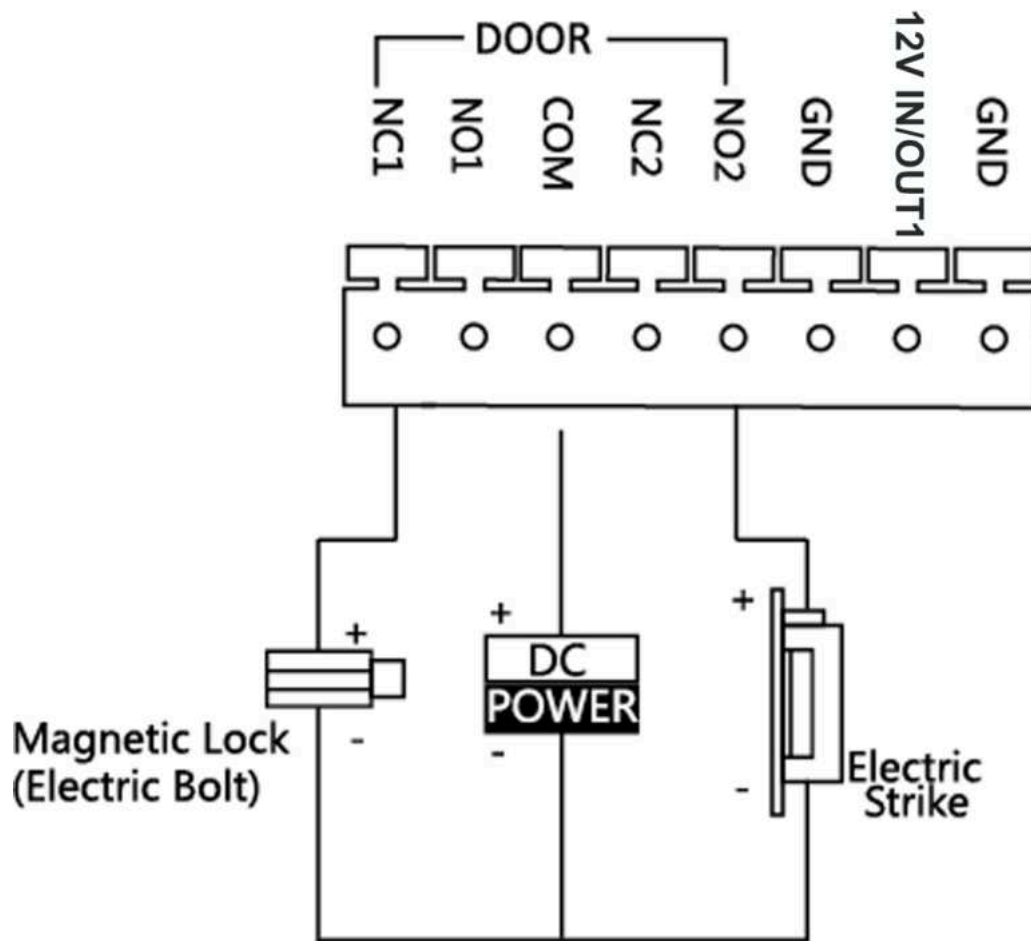 DOOR
NC1
NO1
COM
NC2
NO2
GND
12V IN/OUT1
GND
+
-
Magnetic Lock
(Electric Bolt)
+
DC
POWER
-
+
-
Electric
Strike